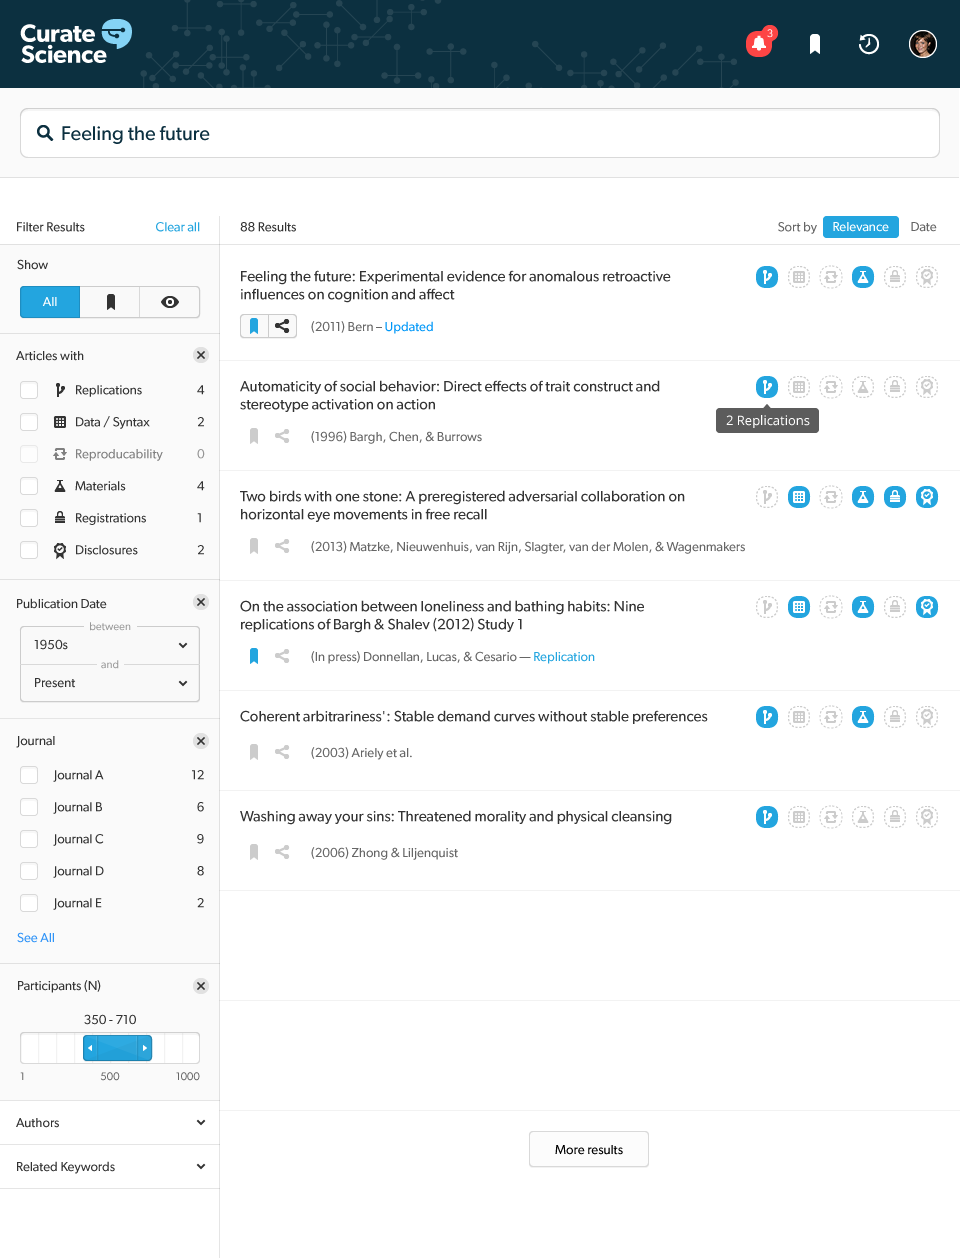 Curate
Science
3
Feeling the future
Filter Results
Clear all
88 Results
Sort by
Relevance
Date
Show
All
Articles with
Replications 4
Data / Syntax 2
Reproducability 0
Materials 4
Registrations 1
Disclosures 2
Publication Date
between
1950s
and
Present
Journal
Journal A 12
Journal B 6
Journal C 9
Journal D 8
Journal E 2
See All
Participants (N)
350 - 710
1 500 1000
Authors
Related Keywords
Feeling the future: Experimental evidence for anomalous retroactive
influences on cognition and affect
(2011) Bern – Updated
Automaticity of social behavior: Direct effects of trait construct and
stereotype activation on action
(1996) Bargh, Chen, & Burrows
2 Replications
Two birds with one stone: A preregistered adversarial collaboration on
horizontal eye movements in free recall
(2013) Matzke, Nieuwenhuis, van Rijn, Slagter, van der Molen, & Wagenmakers
On the association between loneliness and bathing habits: Nine
replications of Bargh & Shalev (2012) Study 1
(In press) Donnellan, Lucas, & Cesario — Replication
Coherent arbitrariness': Stable demand curves without stable preferences
(2003) Ariely et al.
Washing away your sins: Threatened morality and physical cleansing
(2006) Zhong & Liljenquist
More results